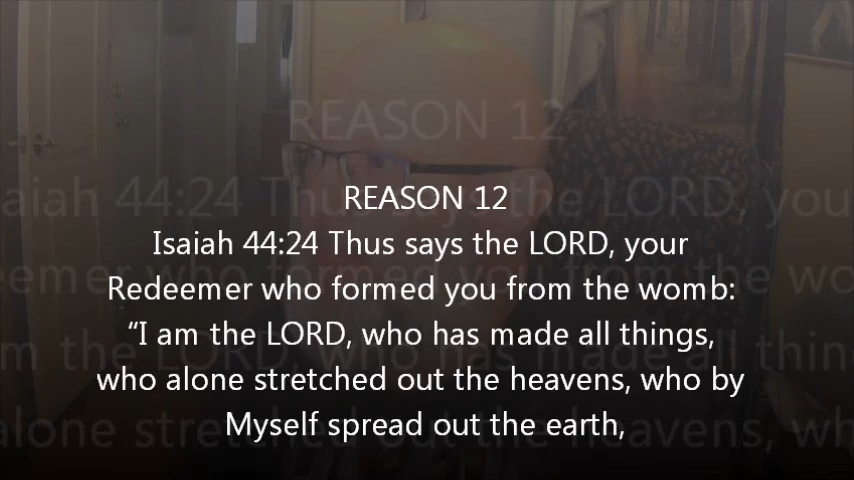 REASON 12
Isaiah 44:24 Thus says the LORD, your
Redeemer who formed you from the womb:
“I am the LORD, who has made all things,
who alone stretched out the heavens, who by
Myself spread out the earth,